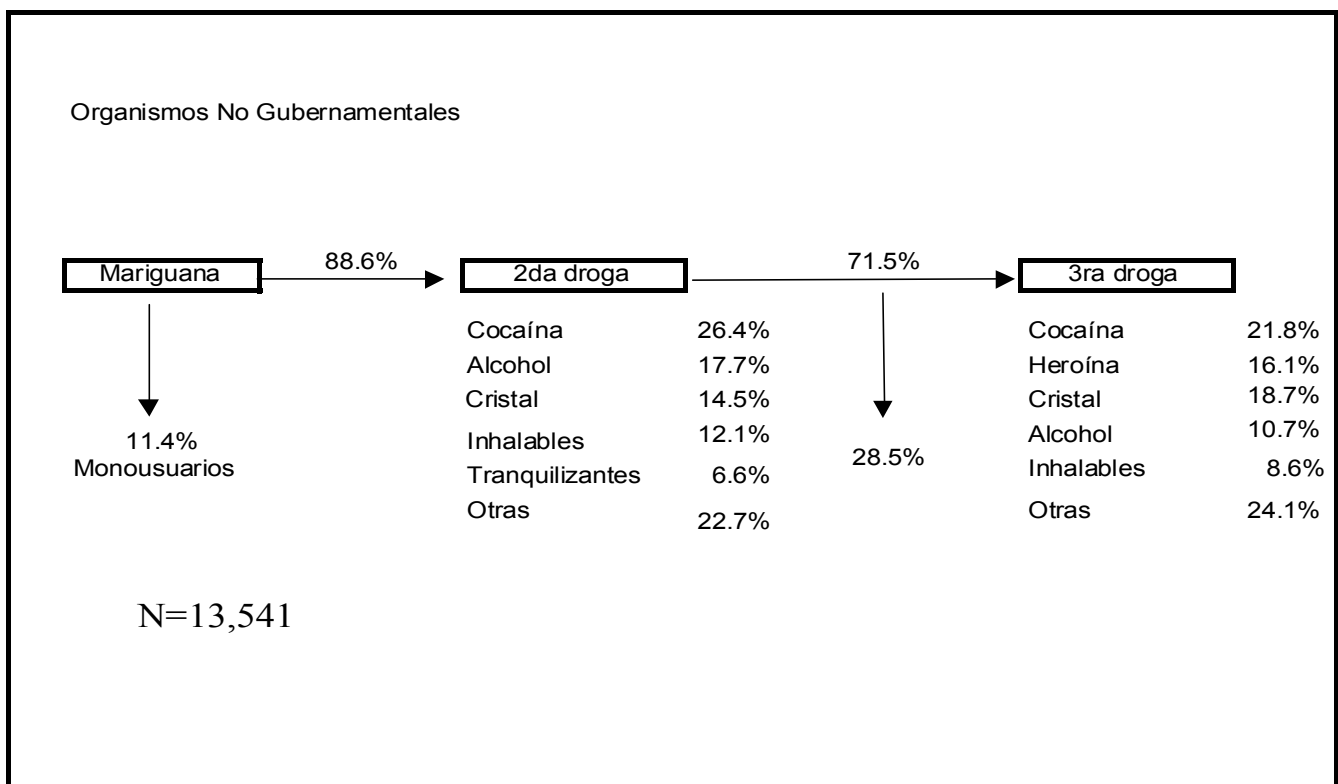 Organismos No Gubernamentales
Mariguana
88.6%
2da droga
71.5%
3ra droga
11.4%
Monousuarios
Cocaína 26.4%
Alcohol 17.7%
Cristal 14.5%
Inhalables 12.1%
Tranquilizantes 6.6%
Otras 22.7%
28.5%
Cocaína 21.8%
Heroína 16.1%
Cristal 18.7%
Alcohol 10.7%
Inhalables 8.6%
Otras 24.1%
N=13,541